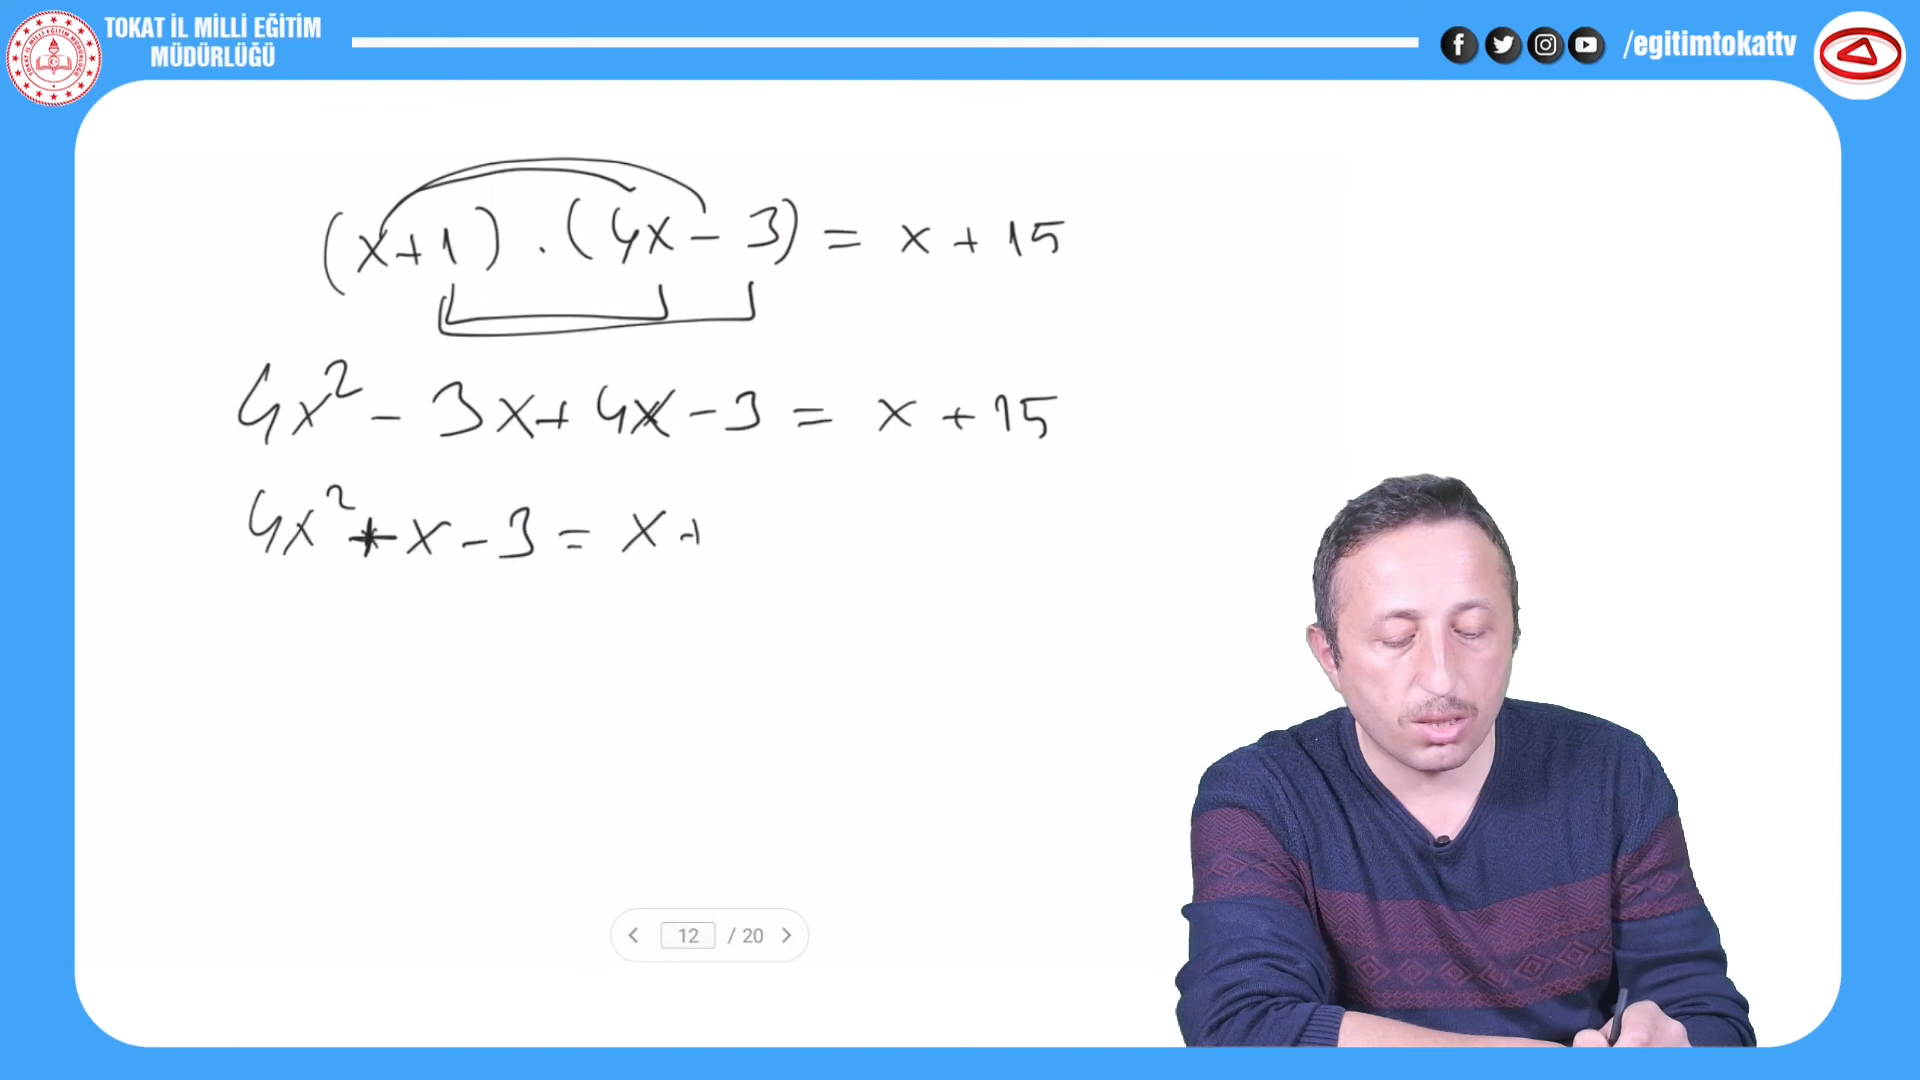 TOKAT İL MİLLİ EĞİTİM
MÜDÜRLÜĞÜ
/egitimtokattv
(x+1) . (4x-3) = x+15
4x² - 3x + 4x - 3 = x + 15
4x² + x - 3 = x +
12 / 20